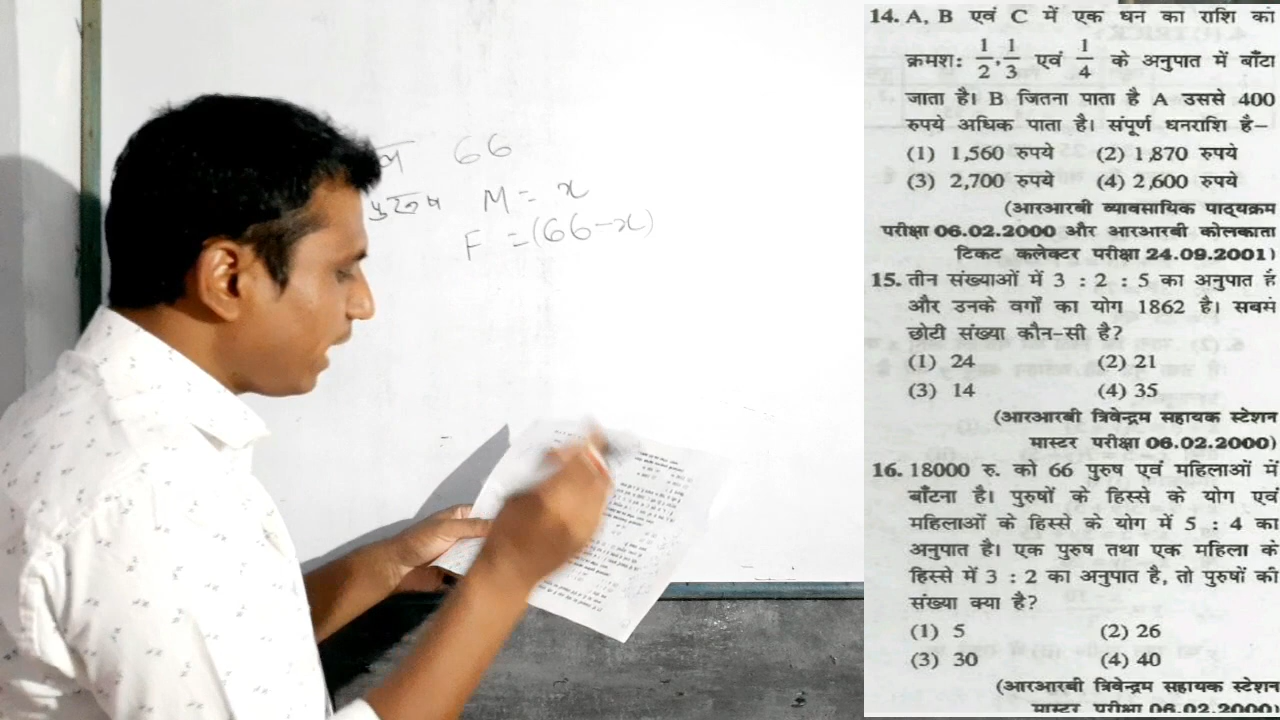 66
पुरुष M = x
F = (66-x)
14. A, B एवं C में एक धन का राशि का
क्रमश: 1/2, 1/3 एवं 1/4 के अनुपात में बाँटा
जाता है। B जितना पाता है A उससे 400
रुपये अधिक पाता है। संपूर्ण धनराशि है–
(1) 1,560 रुपये (2) 1,870 रुपये
(3) 2,700 रुपये (4) 2,600 रुपये
(आरआरबी व्यावसायिक पाठ्यक्रम
परीक्षा 06.02.2000 और आरआरबी कोलकाता
टिकट कलेक्टर परीक्षा 24.09.2001)
15. तीन संख्याओं में 3 : 2 : 5 का अनुपात है
और उनके वर्गों का योग 1862 है। सबसे
छोटी संख्या कौन-सी है?
(1) 24 (2) 21
(3) 14 (4) 35
(आरआरबी त्रिवेन्द्रम सहायक स्टेशन
मास्टर परीक्षा 06.02.2000)
16. 18000 रु. को 66 पुरुष एवं महिलाओं में
बाँटना है। पुरुषों के हिस्से के योग एवं
महिलाओं के हिस्से के योग में 5 : 4 का
अनुपात है। एक पुरुष तथा एक महिला के
हिस्से में 3 : 2 का अनुपात है, तो पुरुषों की
संख्या क्या है?
(1) 5 (2) 26
(3) 30 (4) 40
(आरआरबी त्रिवेन्द्रम सहायक स्टेशन
मास्टर परीक्षा 06.02.2000)